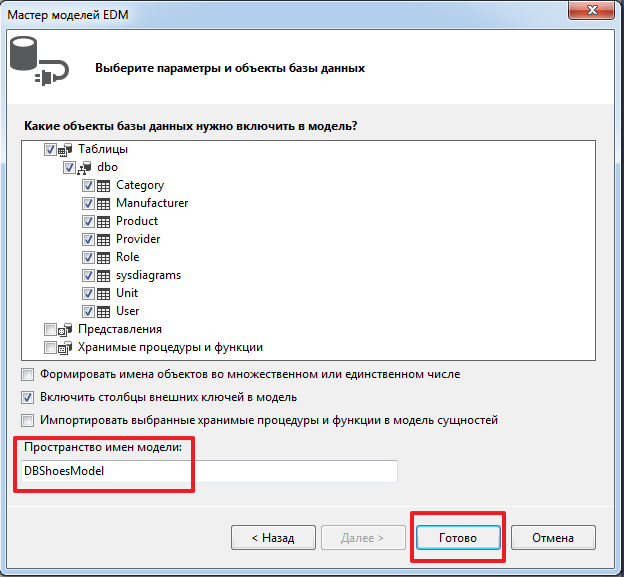 Мастер моделей EDM
Выберите параметры и объекты базы данных
Какие объекты базы данных нужно включить в модель?
Таблицы
dbo
Category
Manufacturer
Product
Provider
Role
sysdiagrams
Unit
User
Представления
Хранимые процедуры и функции
Формировать имена объектов во множественном или единственном числе
Включить столбцы внешних ключей в модель
Импортировать выбранные хранимые процедуры и функции в модель сущностей
Пространство имен модели:
DBShoesModel
< Назад Далее > Готово Отмена